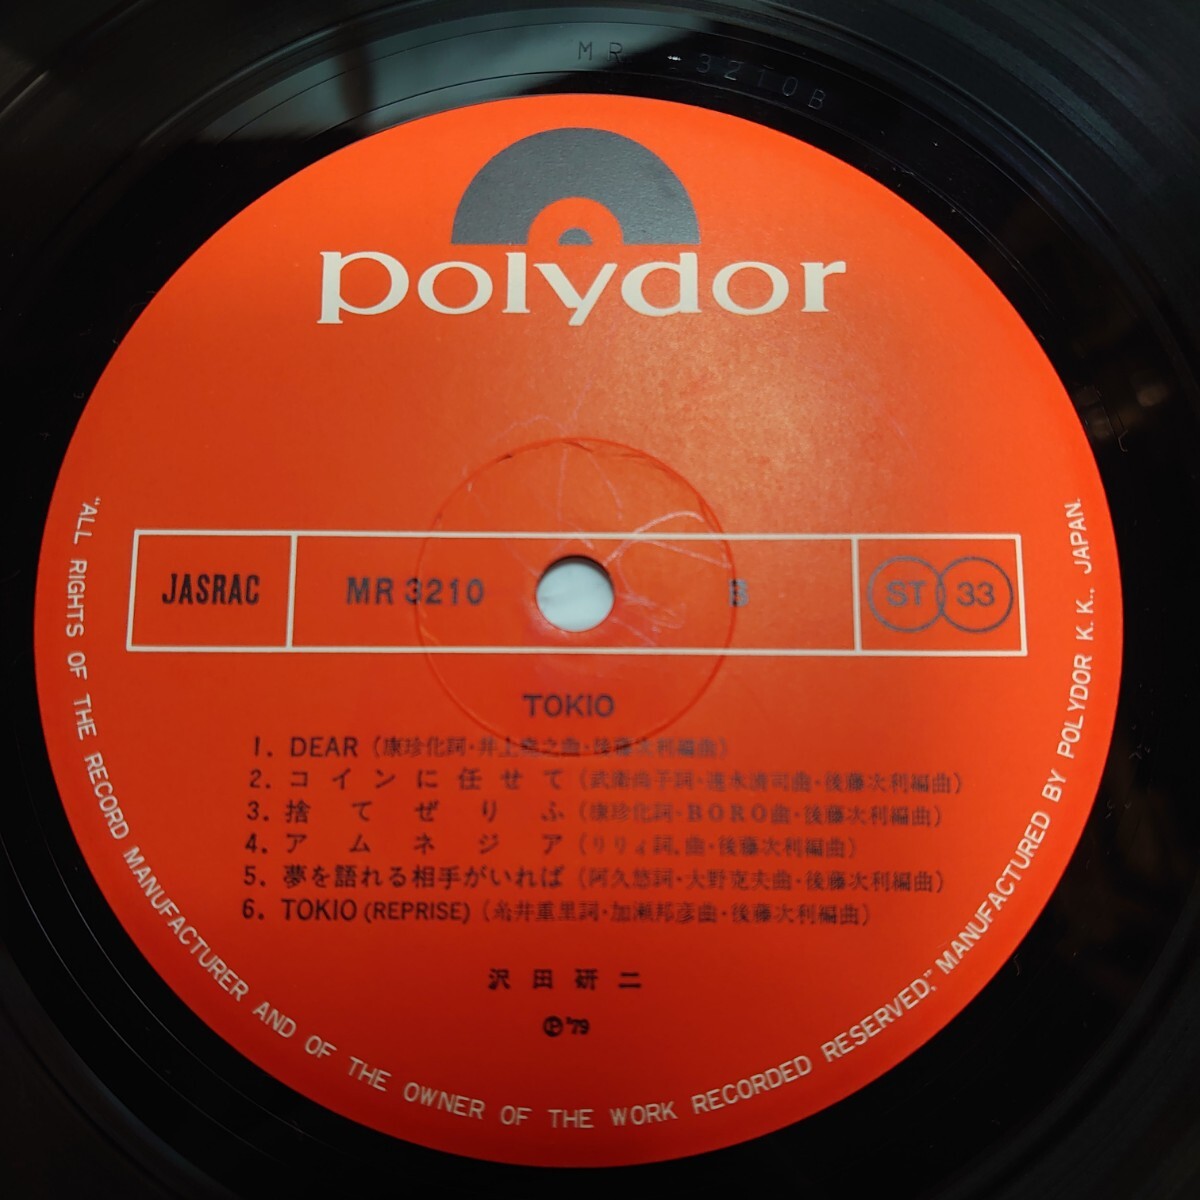 MR 3210B
polydor
JASRAC MR 3210 B ST 33
TOKIO
1. DEAR (康珍化詞・井上堯之曲・後藤次利編曲)
2. コインに任せて (武衛尚子詞・速水清司曲・後藤次利編曲)
3. 捨てぜりふ (康珍化詞・BORO曲・後藤次利編曲)
4. アムネジア (りりィ詞.曲・後藤次利編曲)
5. 夢を語れる相手がいれば (阿久悠詞・大野克夫曲・後藤次利編曲)
6. TOKIO (REPRISE) (糸井重里詞・加瀬邦彦曲・後藤次利編曲)
沢田研二
Ⓟ'79
"ALL RIGHTS OF THE RECORD MANUFACTURER AND OF THE OWNER OF THE WORK RECORDED RESERVED," MANUFACTURED BY POLYDOR K. K., JAPAN.